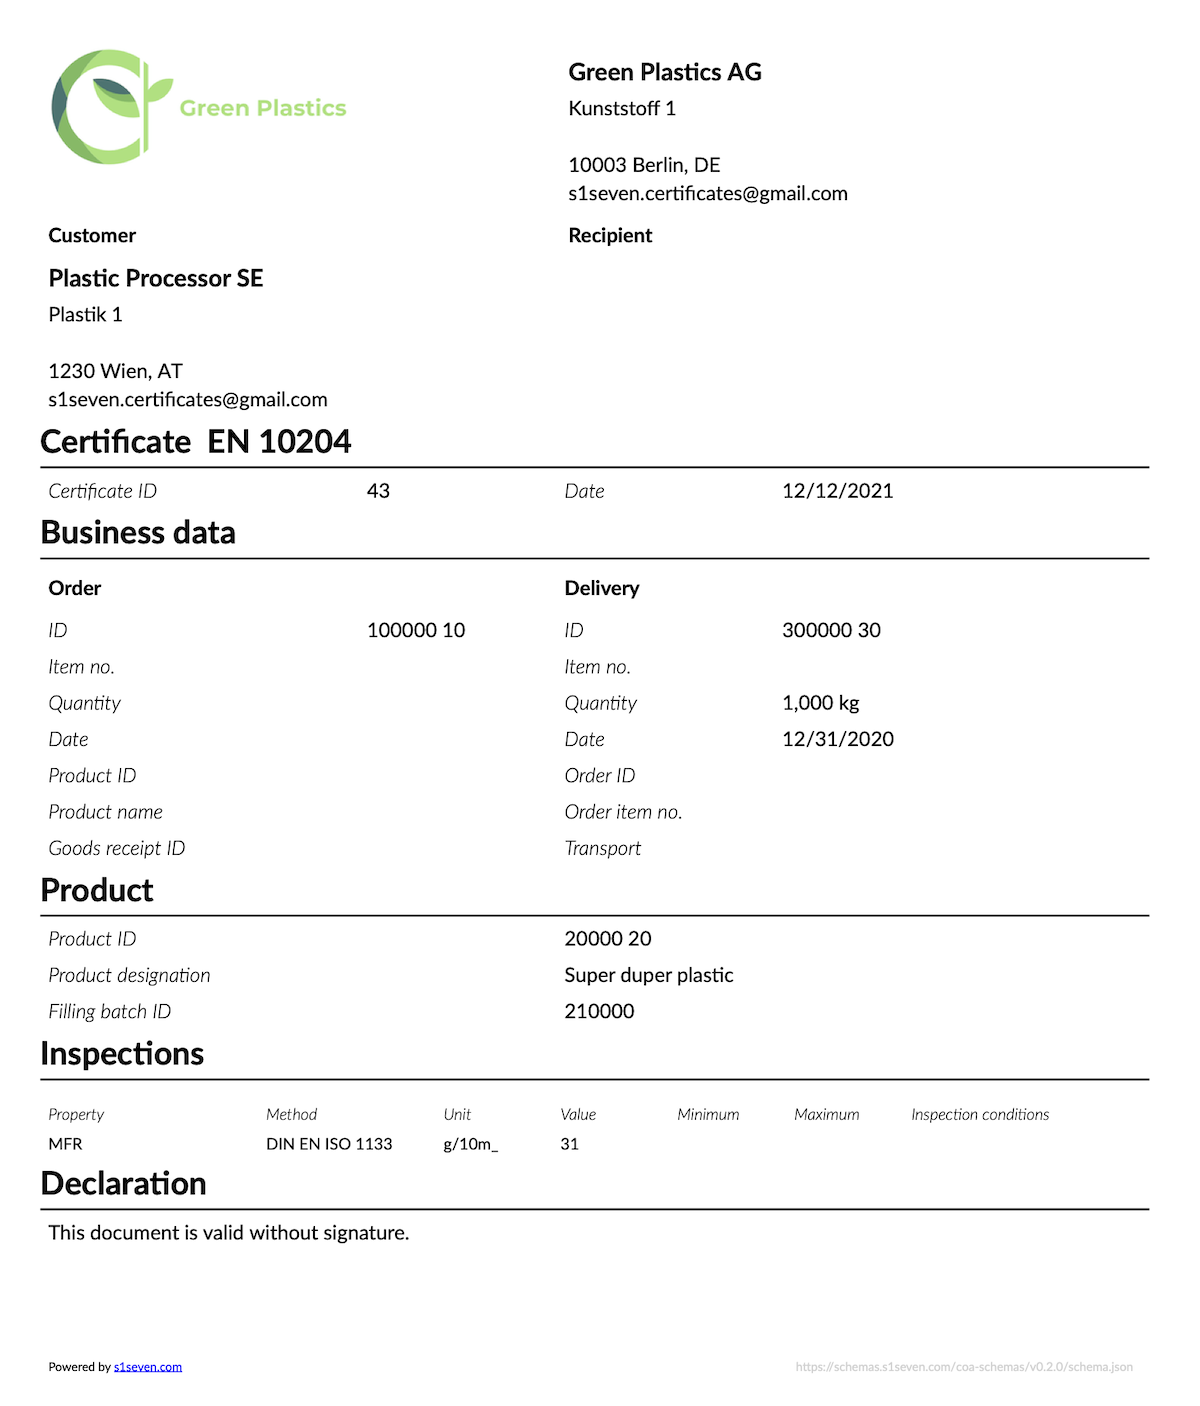 Green Plastics
Green Plastics AG
Kunststoff 1
10003 Berlin, DE
s1seven.certificates@gmail.com
Customer
Recipient
Plastic Processor SE
Plastik 1
1230 Wien, AT
s1seven.certificates@gmail.com
Certificate EN 10204
Certificate ID 43 Date 12/12/2021
Business data
Order Delivery
ID 100000 10 ID 300000 30
Item no. Item no.
Quantity Quantity 1,000 kg
Date Date 12/31/2020
Product ID Order ID
Product name Order item no.
Goods receipt ID Transport
Product
Product ID 20000 20
Product designation Super duper plastic
Filling batch ID 210000
Inspections
Property Method Unit Value Minimum Maximum Inspection conditions
MFR DIN EN ISO 1133 g/10m_ 31
Declaration
This document is valid without signature.
Powered by s1seven.com https://schemas.s1seven.com/coa-schemas/v0.2.0/schema.json